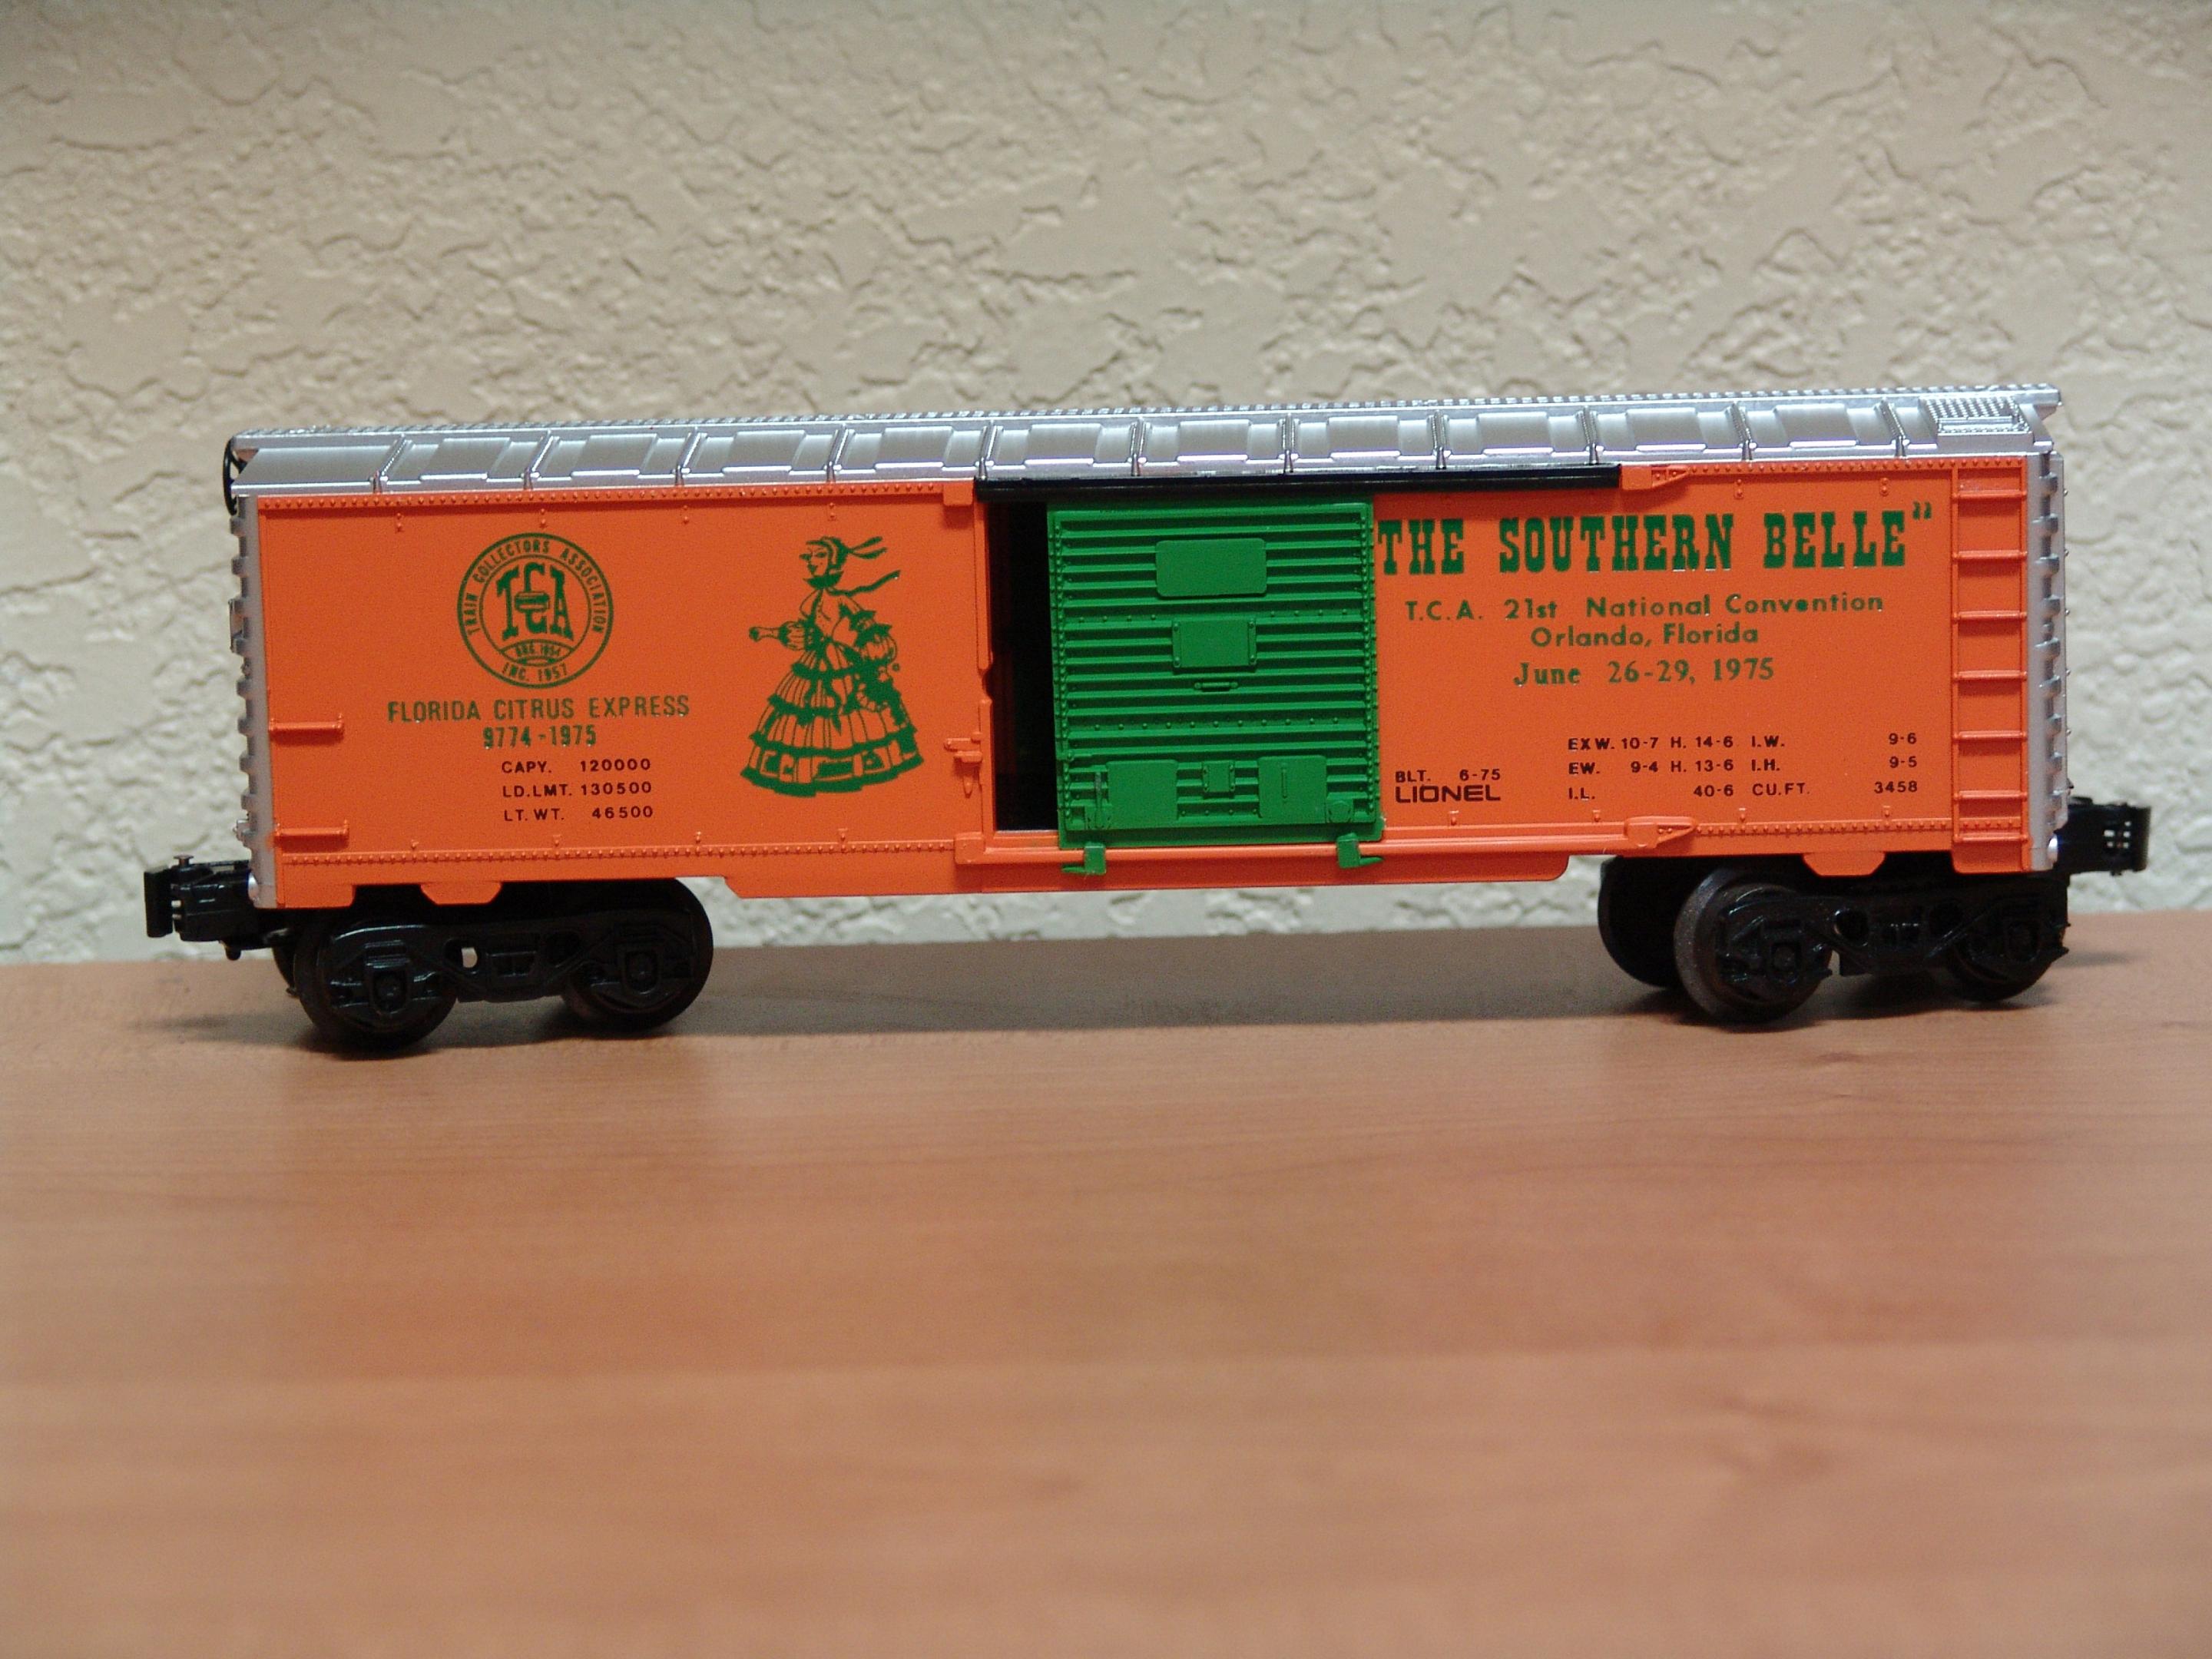 TRAIN COLLECTORS ASSOCIATION
TCA
ORG. 1954
INC. 1957
FLORIDA CITRUS EXPRESS
9774-1975
CAPY. 120000
LD.LMT. 130500
LT. WT. 46500
THE SOUTHERN BELLE"
T.C.A. 21st National Convention
Orlando, Florida
June 26-29, 1975
BLT. 6-75
LIONEL
EXW. 10-7 H. 14-6 I.W. 9-6
EW. 9-4 H. 13-6 I.H. 9-5
I.L. 40-6 CU.FT. 3458